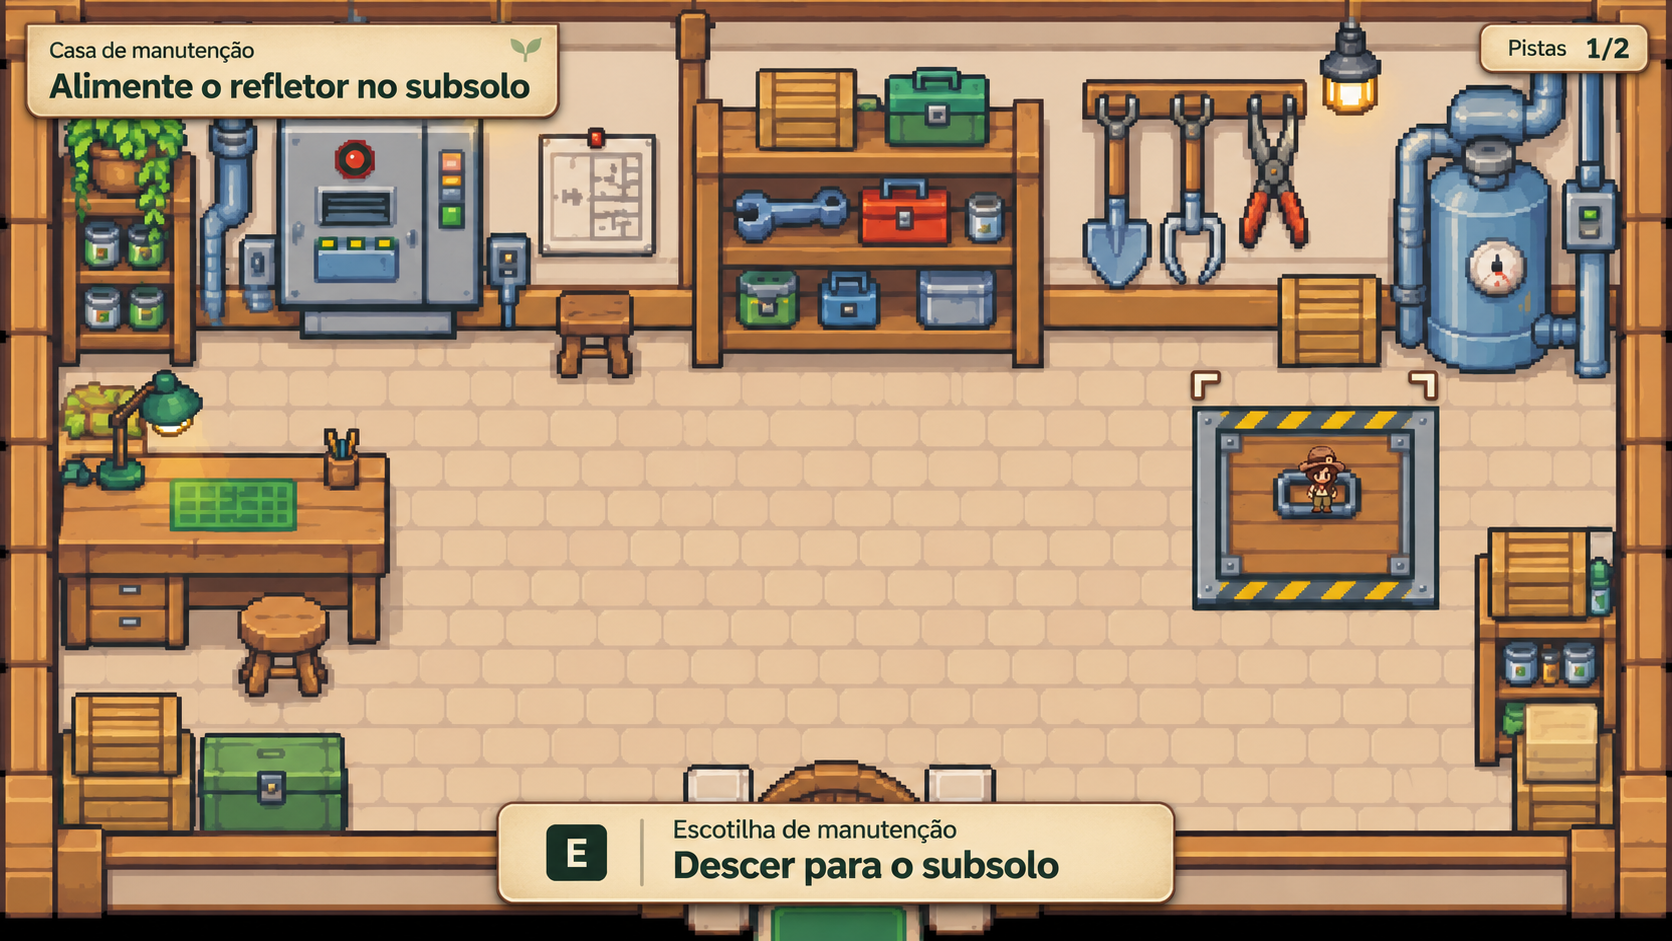 Casa de manutenção
Alimente o refletor no subsolo
Pistas 1/2
E
Escotilha de manutenção
Descer para o subsolo